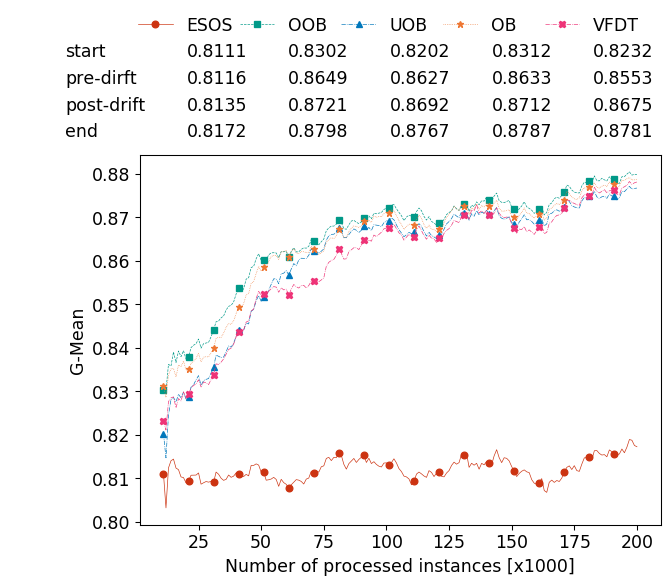 ESOS OOB UOB OB VFDT
start 0.8111 0.8302 0.8202 0.8312 0.8232
pre-dirft 0.8116 0.8649 0.8627 0.8633 0.8553
post-drift 0.8135 0.8721 0.8692 0.8712 0.8675
end 0.8172 0.8798 0.8767 0.8787 0.8781
0.88
0.87
0.86
0.85
0.84
0.83
0.82
0.81
0.80
G-Mean
25 50 75 100 125 150 175 200
Number of processed instances [x1000]